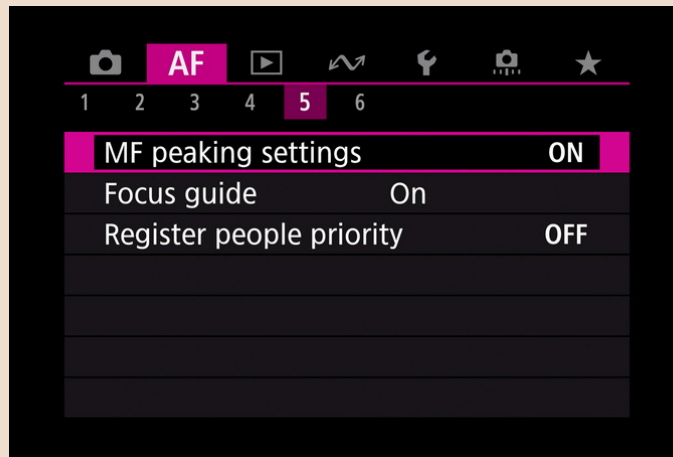 AF
1 2 3 4 5 6
MF peaking settings ON
Focus guide On
Register people priority OFF